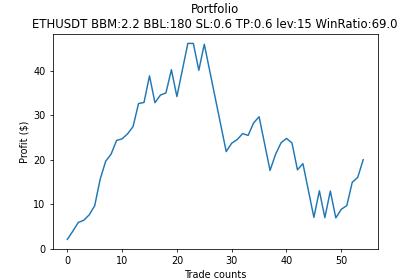 Portfolio
ETHUSDT BBM:2.2 BBL:180 SL:0.6 TP:0.6 lev:15 WinRatio:69.0
Profit ($)
40
30
20
10
0
0 10 20 30 40 50
Trade counts